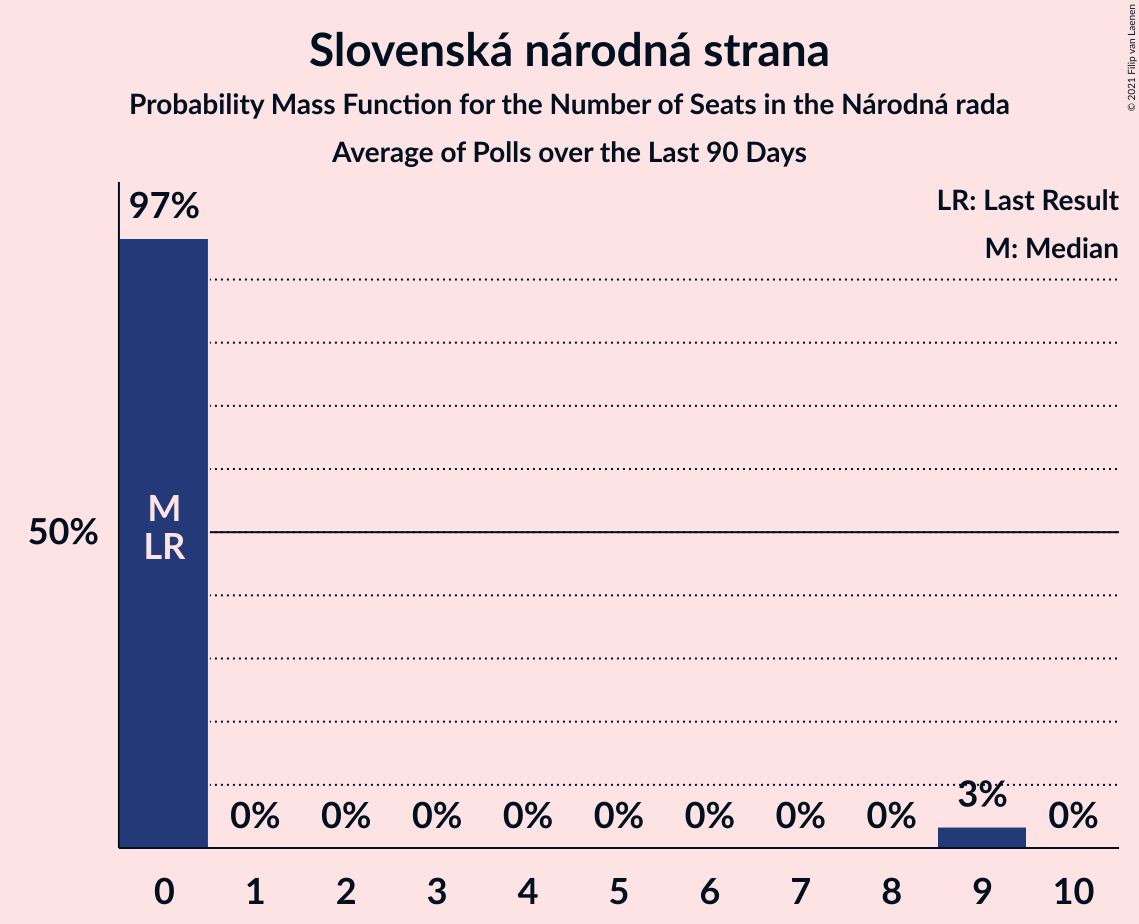 Slovenská národná strana
Probability Mass Function for the Number of Seats in the Národná rada
Average of Polls over the Last 90 Days
© 2021 Filip van Laenen
LR: Last Result
M: Median
97%
50%
M
LR
0% 0% 0% 0% 0% 0% 0% 0% 3% 0%
0 1 2 3 4 5 6 7 8 9 10